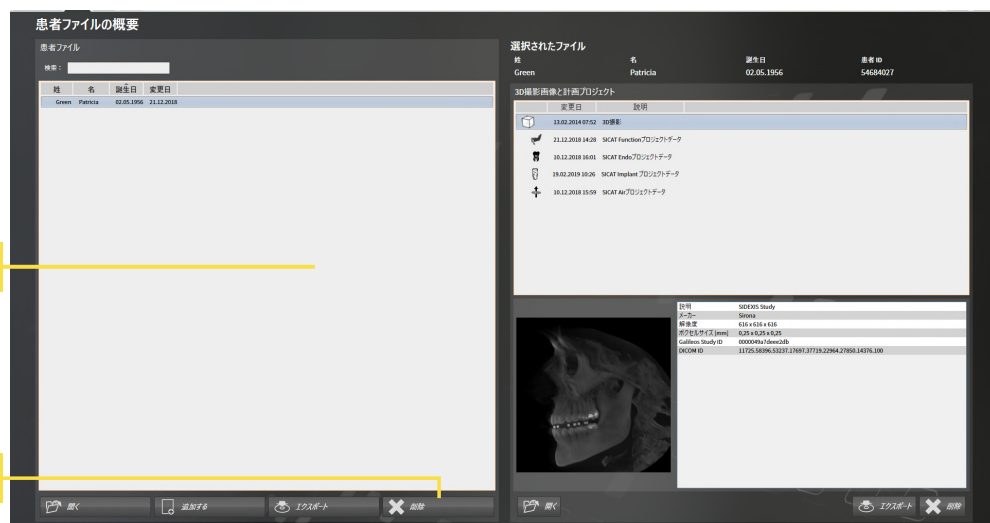 患者ファイルの概要
患者ファイル
検索：
姓 名 誕生日 変更日
Green Patricia 02.05.1956 21.12.2018
開く 追加する エクスポート 削除
選択されたファイル
姓 名 誕生日 患者 ID
Green Patricia 02.05.1956 54684027
3D撮影画像と計画プロジェクト
変更日 説明
13.02.2014 07:52 3D撮影
21.12.2018 14:28 SICAT Functionプロジェクトデータ
10.12.2018 16:01 SICAT Endoプロジェクトデータ
19.02.2019 10:26 SICAT Implantプロジェクトデータ
10.12.2018 15:59 SICAT Airプロジェクトデータ
説明 SIDEXIS Study
メーカー Sirona
解像度 616 x 616 x 616
ボクセルサイズ [mm] 0,25 x 0,25 x 0,25
Galileos Study ID 0000049a7deee2db
DICOM ID 11725.58396.53237.17697.37719.22964.27850.14376.100
開く エクスポート 削除